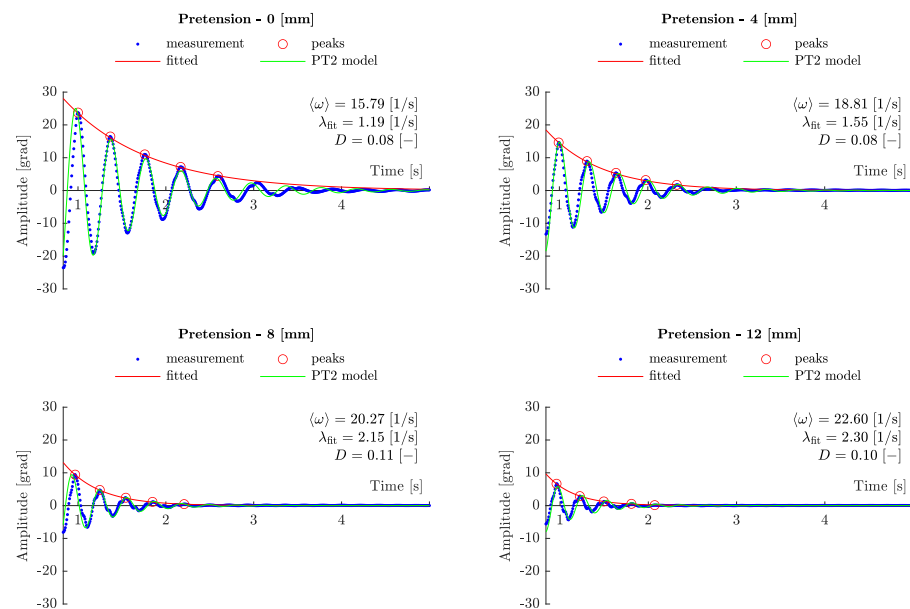 Pretension - 0 [mm]
measurement
peaks
fitted
PT2 model
⟨ω⟩ = 15.79 [1/s]
λfit = 1.19 [1/s]
D = 0.08 [−]
Time [s]
Amplitude [grad]
30
20
10
0
-10
-20
-30
1
2
3
4
Pretension - 4 [mm]
measurement
peaks
fitted
PT2 model
⟨ω⟩ = 18.81 [1/s]
λfit = 1.55 [1/s]
D = 0.08 [−]
Time [s]
Amplitude [grad]
30
20
10
0
-10
-20
-30
1
2
3
4
Pretension - 8 [mm]
measurement
peaks
fitted
PT2 model
⟨ω⟩ = 20.27 [1/s]
λfit = 2.15 [1/s]
D = 0.11 [−]
Time [s]
Amplitude [grad]
30
20
10
0
-10
-20
-30
1
2
3
4
Pretension - 12 [mm]
measurement
peaks
fitted
PT2 model
⟨ω⟩ = 22.60 [1/s]
λfit = 2.30 [1/s]
D = 0.10 [−]
Time [s]
Amplitude [grad]
30
20
10
0
-10
-20
-30
1
2
3
4